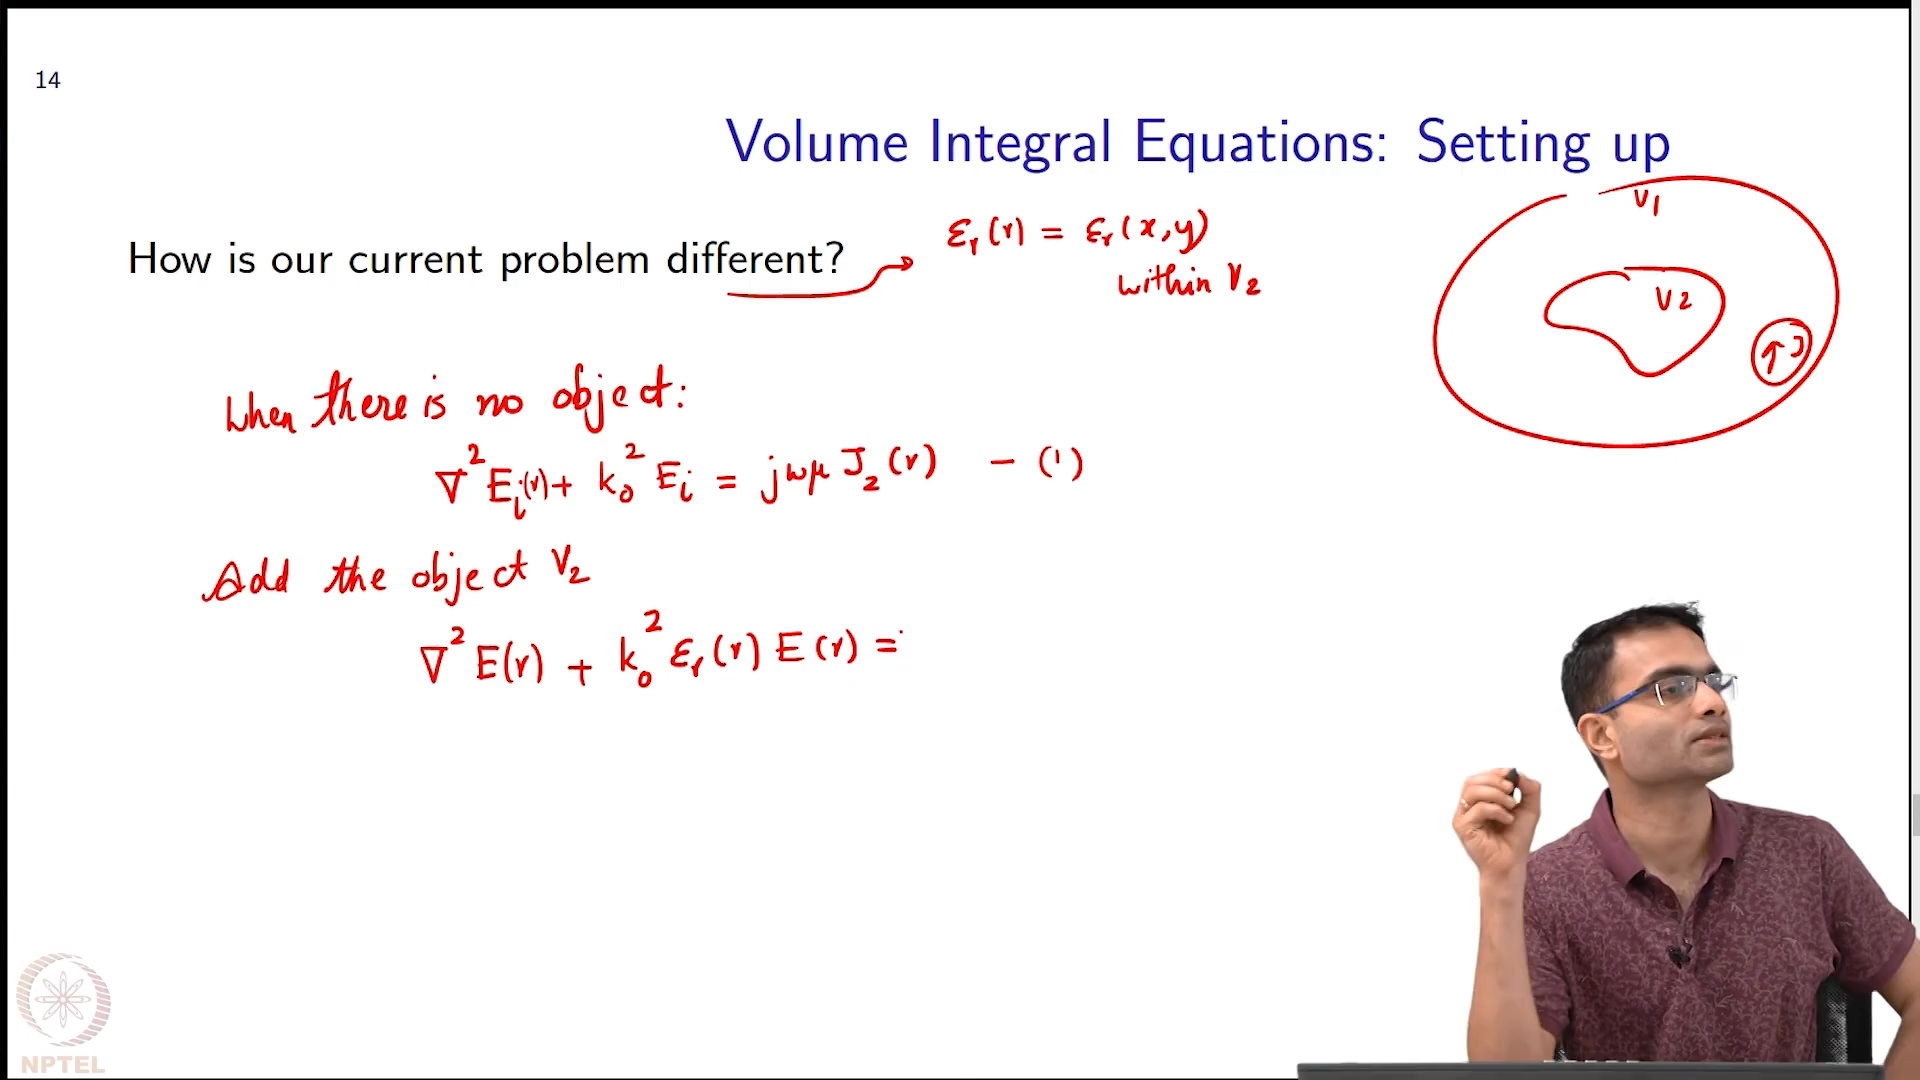 14
Volume Integral Equations: Setting up
How is our current problem different?
εᵣ(r) = εᵣ(x,y)
within V₂
V₁
V₂
↑J
When there is no object:
∇²Eᵢ(r) + k₀² Eᵢ = jωμ J₂(r) - (1)
Add the object V₂
∇²E(r) + k₀² εᵣ(r) E(r) =
NPTEL